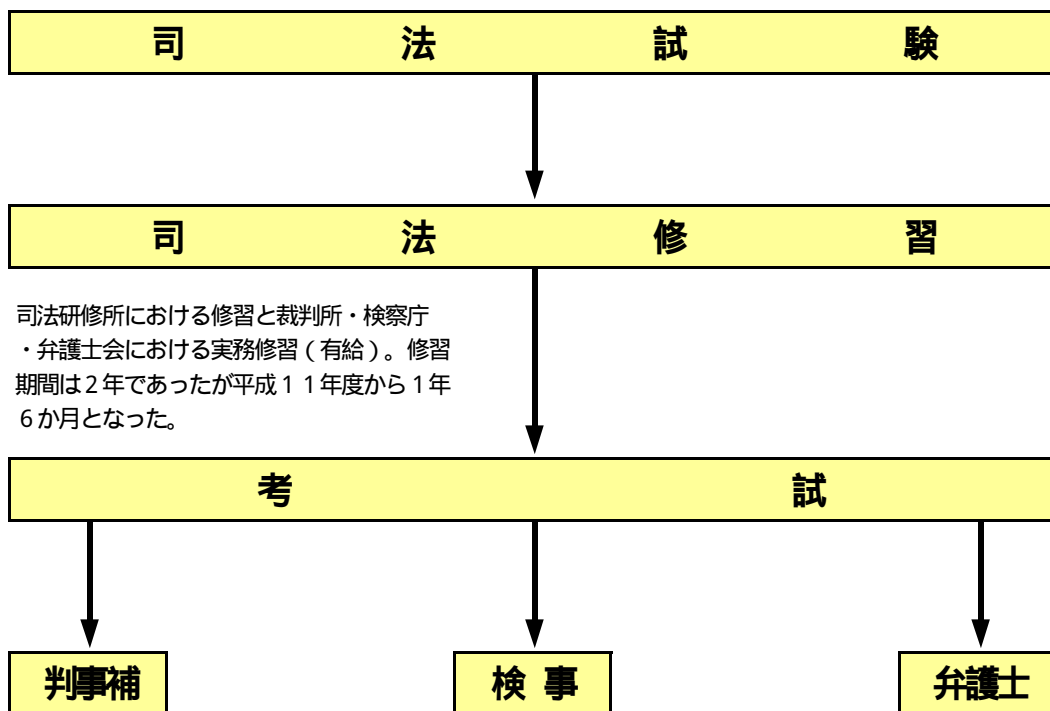 司法試験
司法修習
司法研修所における修習と裁判所・検察庁
・弁護士会における実務修習（有給）。修習
期間は２年であったが平成１１年度から１年
６か月となった。
考試
判事補 検事 弁護士